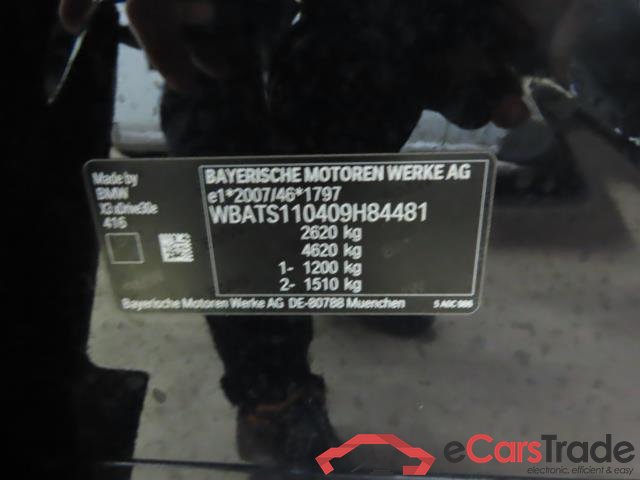 Made by
BMW
X3 xDrive30e
416
BAYERISCHE MOTOREN WERKE AG
e1*2007/46*1797
WBATS110409H84481
2620 kg
4620 kg
1- 1200 kg
2- 1510 kg
Bayerische Motoren Werke AG DE-80788 Muenchen
eCarsTrade
electronic, efficient & easy